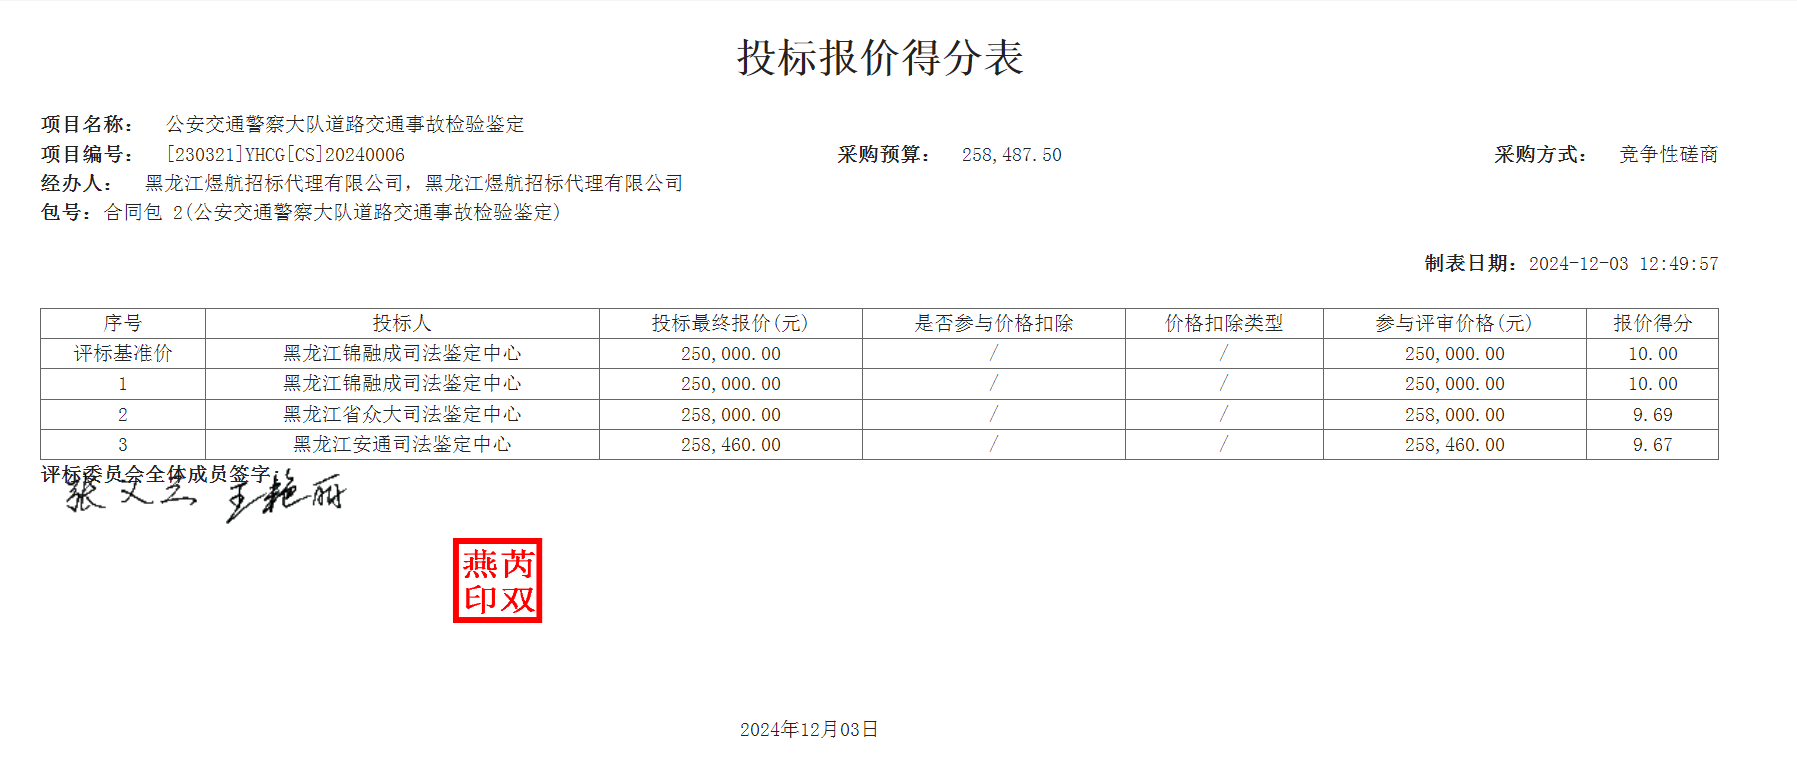 投标报价得分表
项目名称： 公安交通警察大队道路交通事故检验鉴定
项目编号： [230321]YHCG[CS]20240006 采购预算： 258,487.50 采购方式： 竞争性磋商
经办人： 黑龙江煜航招标代理有限公司，黑龙江煜航招标代理有限公司
包号：合同包 2(公安交通警察大队道路交通事故检验鉴定)
制表日期：2024-12-03 12:49:57
序号 投标人 投标最终报价(元) 是否参与价格扣除 价格扣除类型 参与评审价格(元) 报价得分
评标基准价 黑龙江锦融成司法鉴定中心 250,000.00 / / 250,000.00 10.00
1 黑龙江锦融成司法鉴定中心 250,000.00 / / 250,000.00 10.00
2 黑龙江省众大司法鉴定中心 258,000.00 / / 258,000.00 9.69
3 黑龙江安通司法鉴定中心 258,460.00 / / 258,460.00 9.67
评标委员会全体成员签字:
张文 王艳丽
燕芮
印双
2024年12月03日